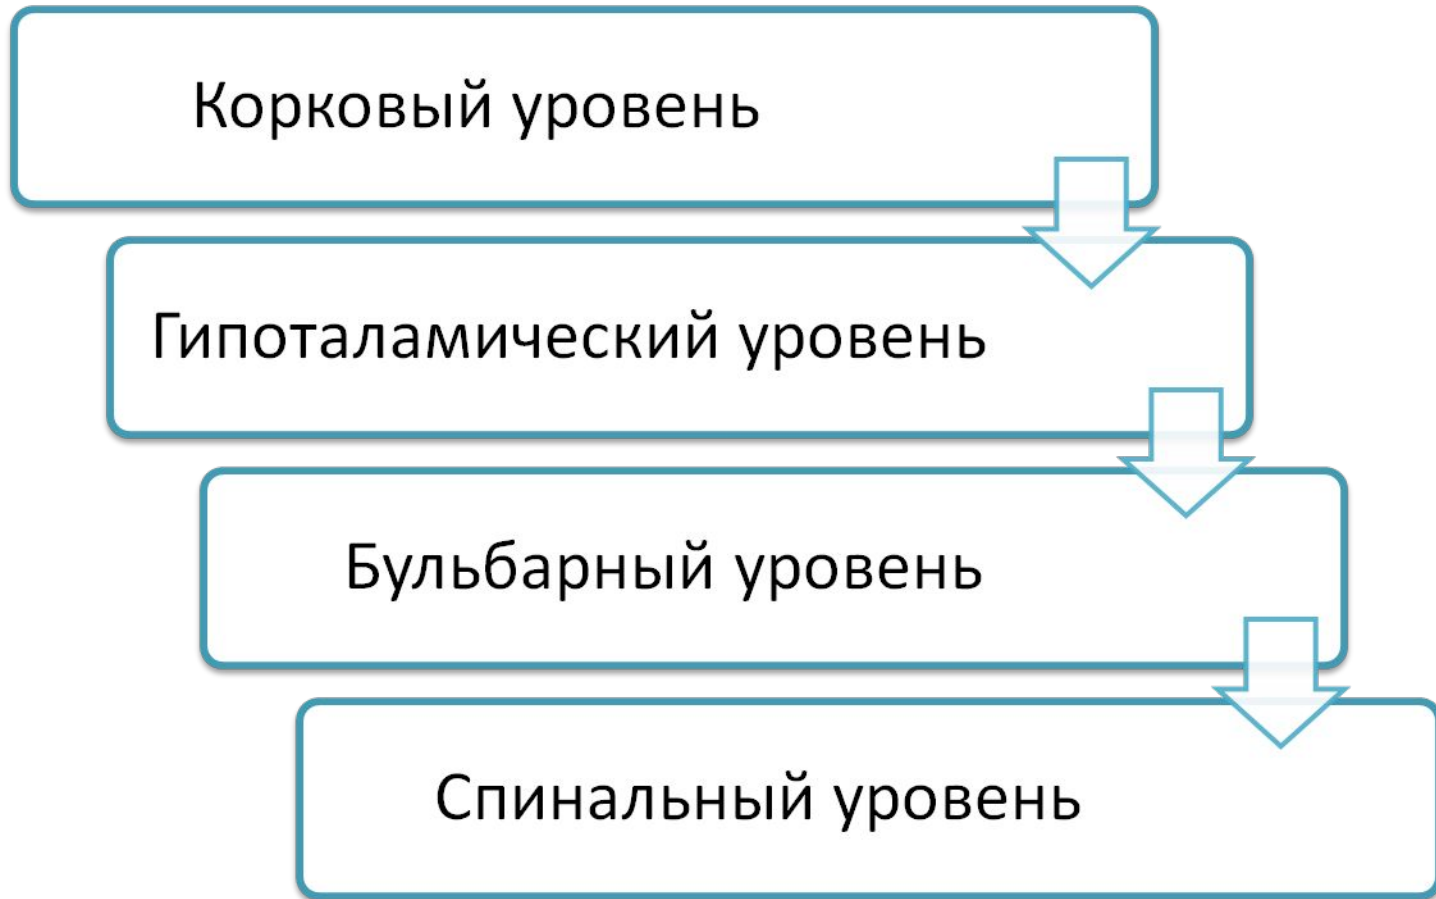 Корковый уровень
Гипоталамический уровень
Бульбарный уровень
Спинальный уровень